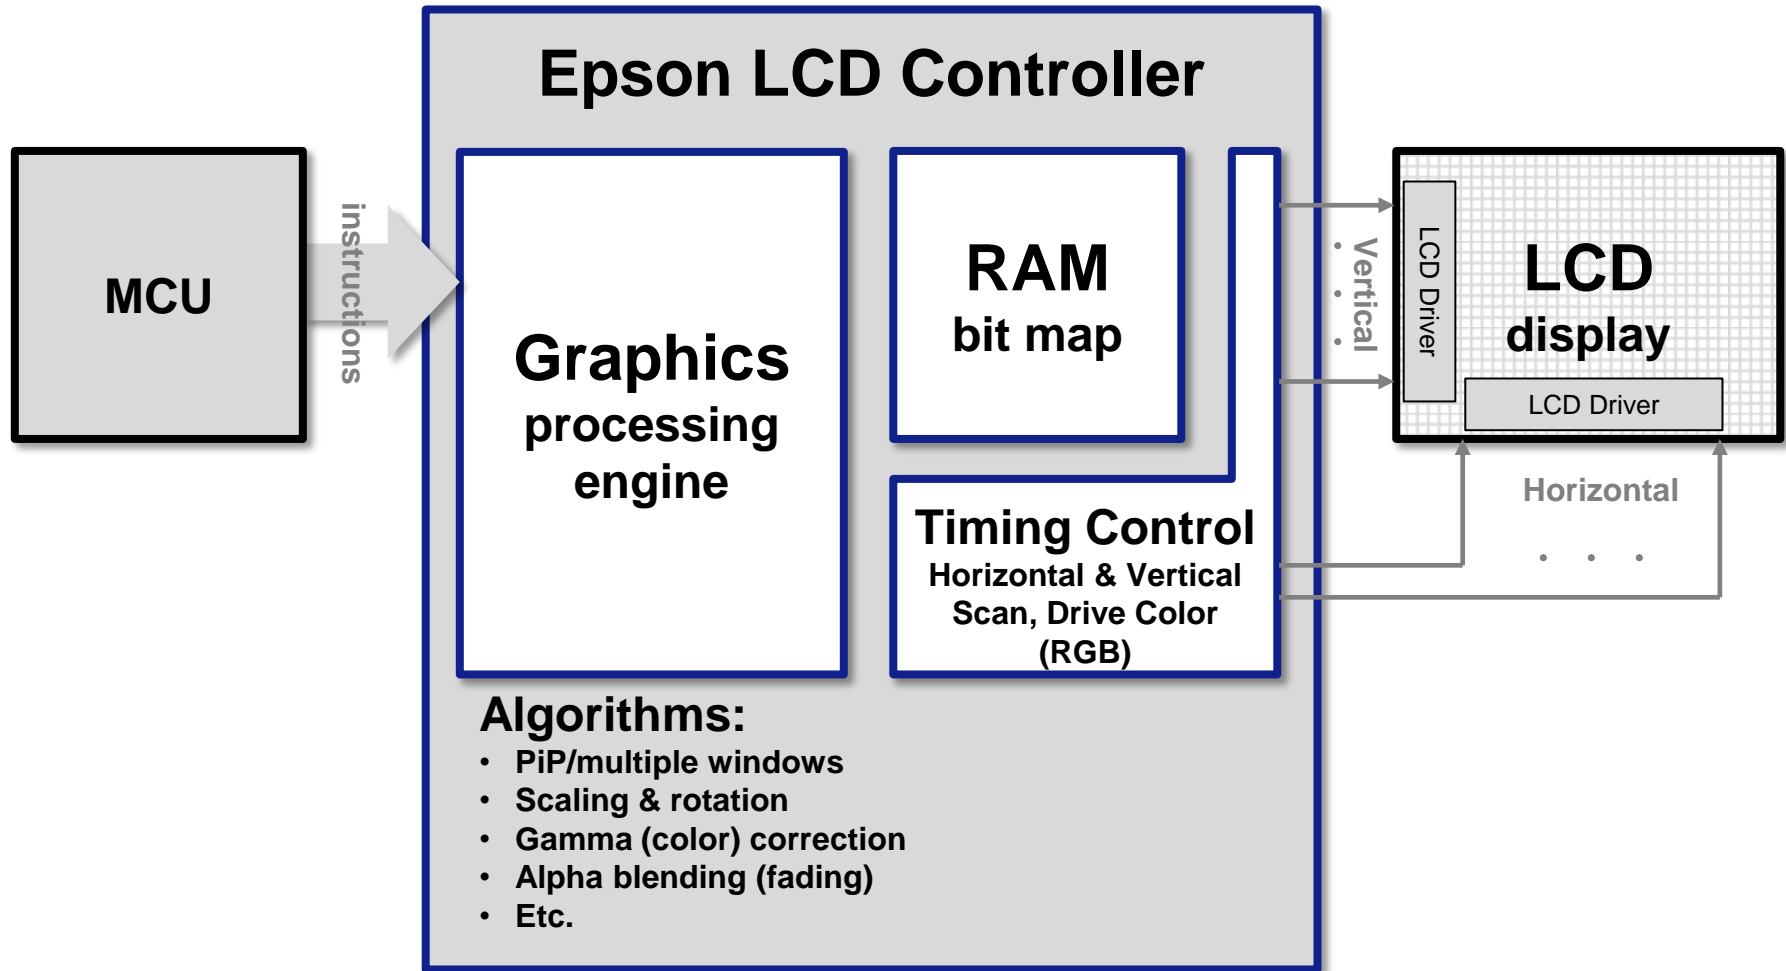 Epson LCD Controller
MCU
instructions
Graphics
processing
engine
RAM
bit map
Timing Control
Horizontal & Vertical
Scan, Drive Color
(RGB)
Algorithms:
• PiP/multiple windows
• Scaling & rotation
• Gamma (color) correction
• Alpha blending (fading)
• Etc.
Vertical
LCD Driver
LCD
display
LCD Driver
Horizontal